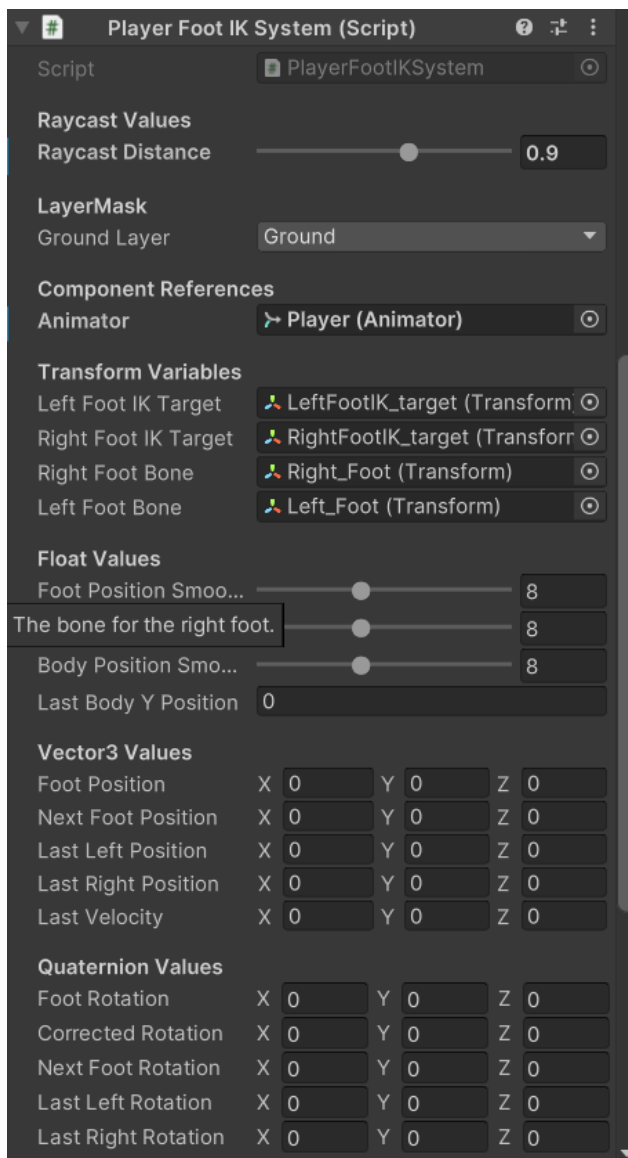 Player Foot IK System (Script)
Script PlayerFootIKSystem
Raycast Values
Raycast Distance 0.9
LayerMask
Ground Layer Ground
Component References
Animator Player (Animator)
Transform Variables
Left Foot IK Target LeftFootIK_target (Transform)
Right Foot IK Target RightFootIK_target (Transform
Right Foot Bone Right_Foot (Transform)
Left Foot Bone Left_Foot (Transform)
Float Values
Foot Position Smoo... 8
The bone for the right foot. 8
Body Position Smo... 8
Last Body Y Position 0
Vector3 Values
Foot Position X 0 Y 0 Z 0
Next Foot Position X 0 Y 0 Z 0
Last Left Position X 0 Y 0 Z 0
Last Right Position X 0 Y 0 Z 0
Last Velocity X 0 Y 0 Z 0
Quaternion Values
Foot Rotation X 0 Y 0 Z 0
Corrected Rotation X 0 Y 0 Z 0
Next Foot Rotation X 0 Y 0 Z 0
Last Left Rotation X 0 Y 0 Z 0
Last Right Rotation X 0 Y 0 Z 0